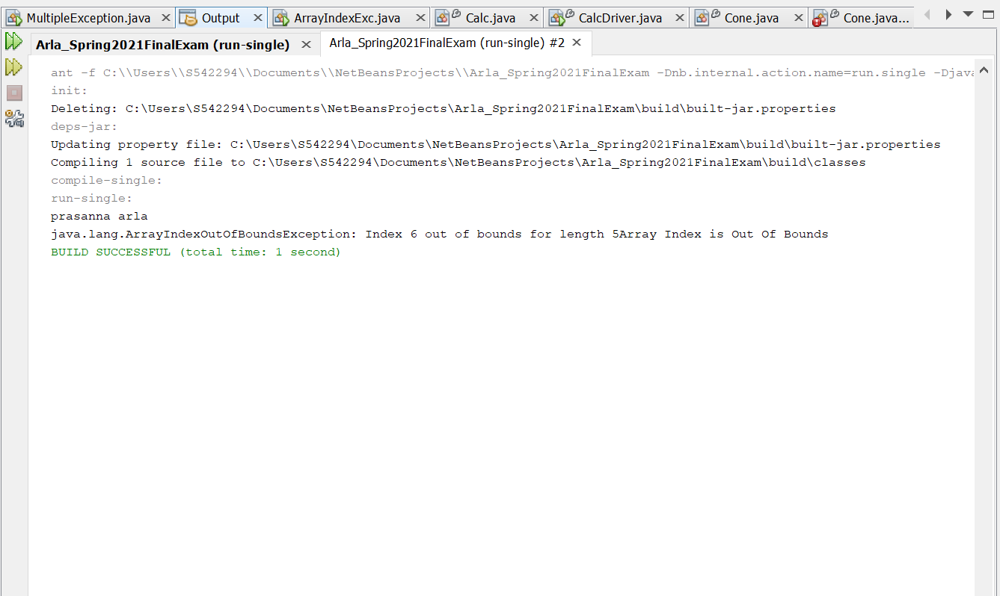 MultipleException.java Output ArrayIndexExc.java Calc.java CalcDriver.java Cone.java Cone.java...
Arla_Spring2021FinalExam (run-single) Arla_Spring2021FinalExam (run-single) #2
ant -f C:\\Users\\S542294\\Documents\\NetBeansProjects\\Arla_Spring2021FinalExam -Dnb.internal.action.name=run.single -Djava
init:
Deleting: C:\Users\S542294\Documents\NetBeansProjects\Arla_Spring2021FinalExam\build\built-jar.properties
deps-jar:
Updating property file: C:\Users\S542294\Documents\NetBeansProjects\Arla_Spring2021FinalExam\build\built-jar.properties
Compiling 1 source file to C:\Users\S542294\Documents\NetBeansProjects\Arla_Spring2021FinalExam\build\classes
compile-single:
run-single:
prasanna arla
java.lang.ArrayIndexOutOfBoundsException: Index 6 out of bounds for length 5Array Index is Out Of Bounds
BUILD SUCCESSFUL (total time: 1 second)